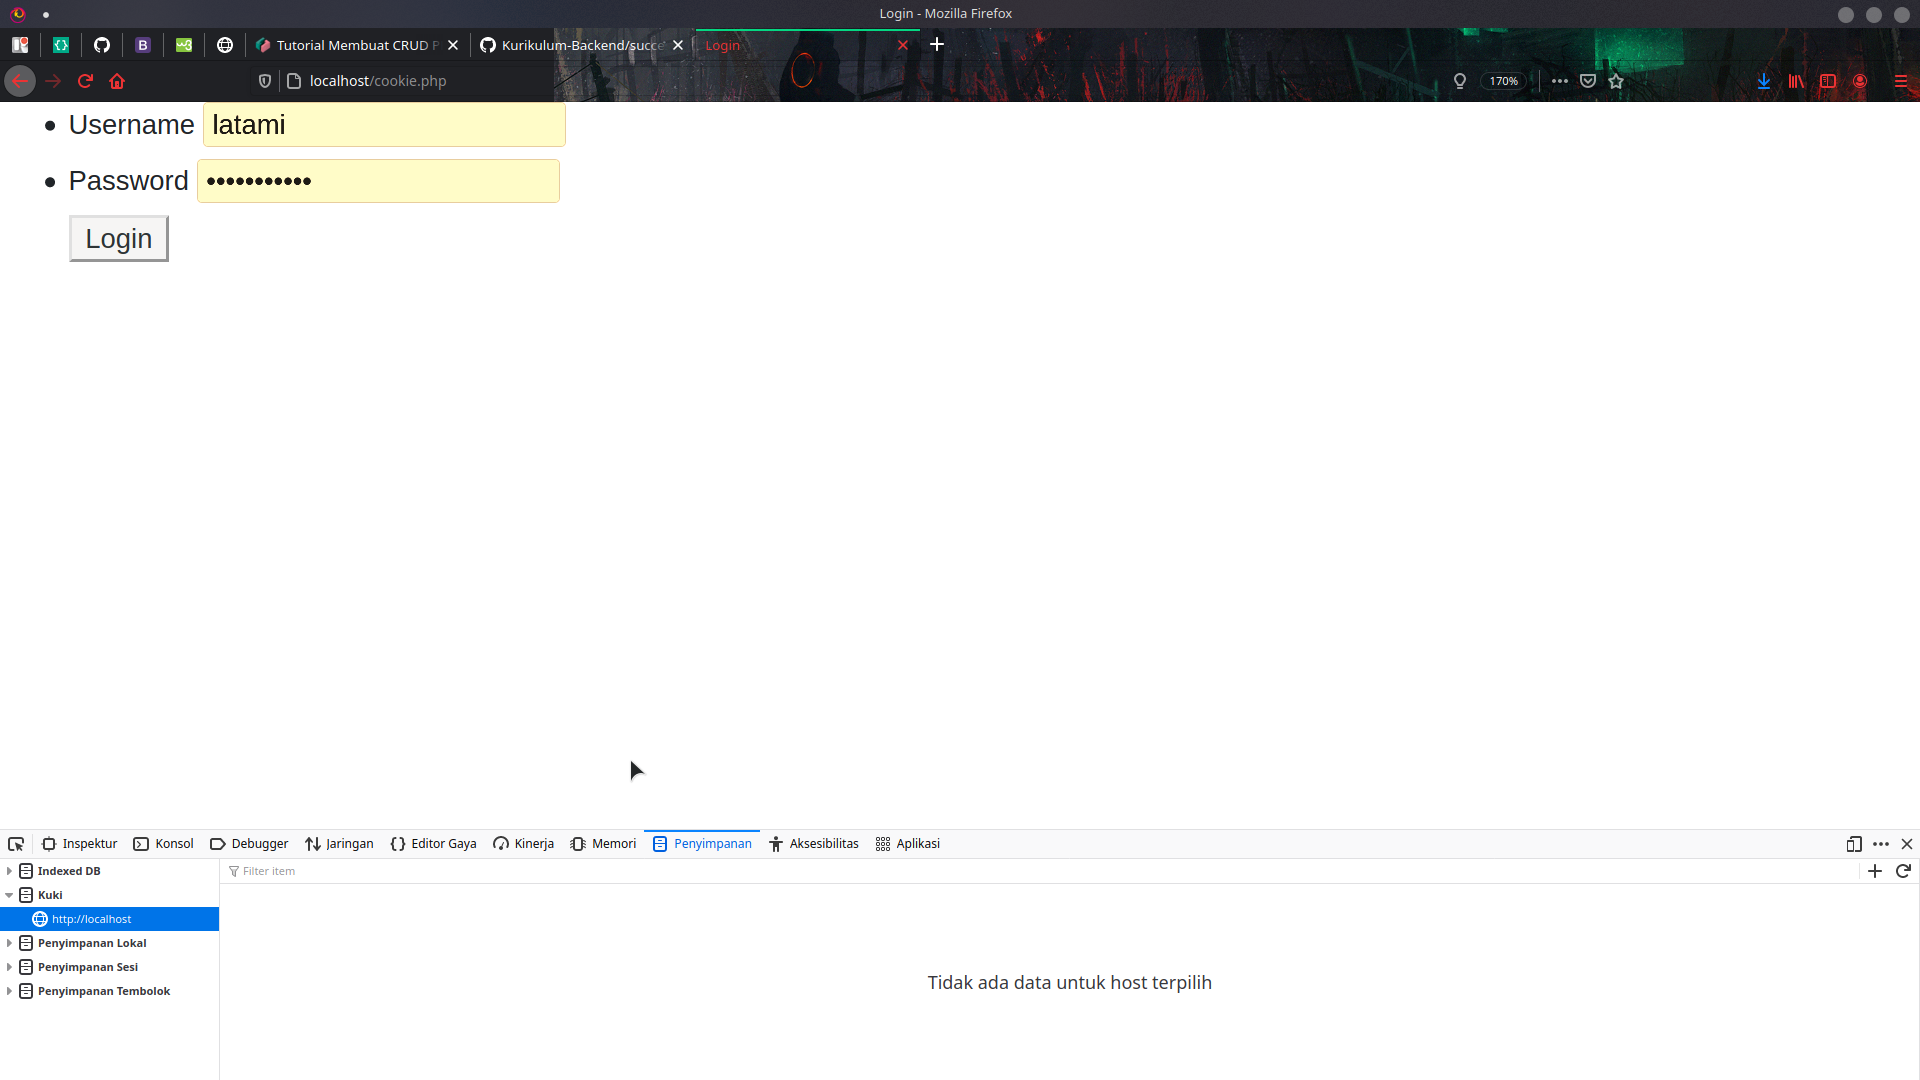 Login - Mozilla Firefox
Tutorial Membuat CRUD P
Kurikulum-Backend/succe
Login
localhost/cookie.php
170%
Username latami
Password •••••••••••
Login
Inspektur Konsol Debugger Jaringan Editor Gaya Kinerja Memori Penyimpanan Aksesibilitas Aplikasi
Indexed DB
Filter item
Kuki
http://localhost
Penyimpanan Lokal
Penyimpanan Sesi
Penyimpanan Tembolok
Tidak ada data untuk host terpilih